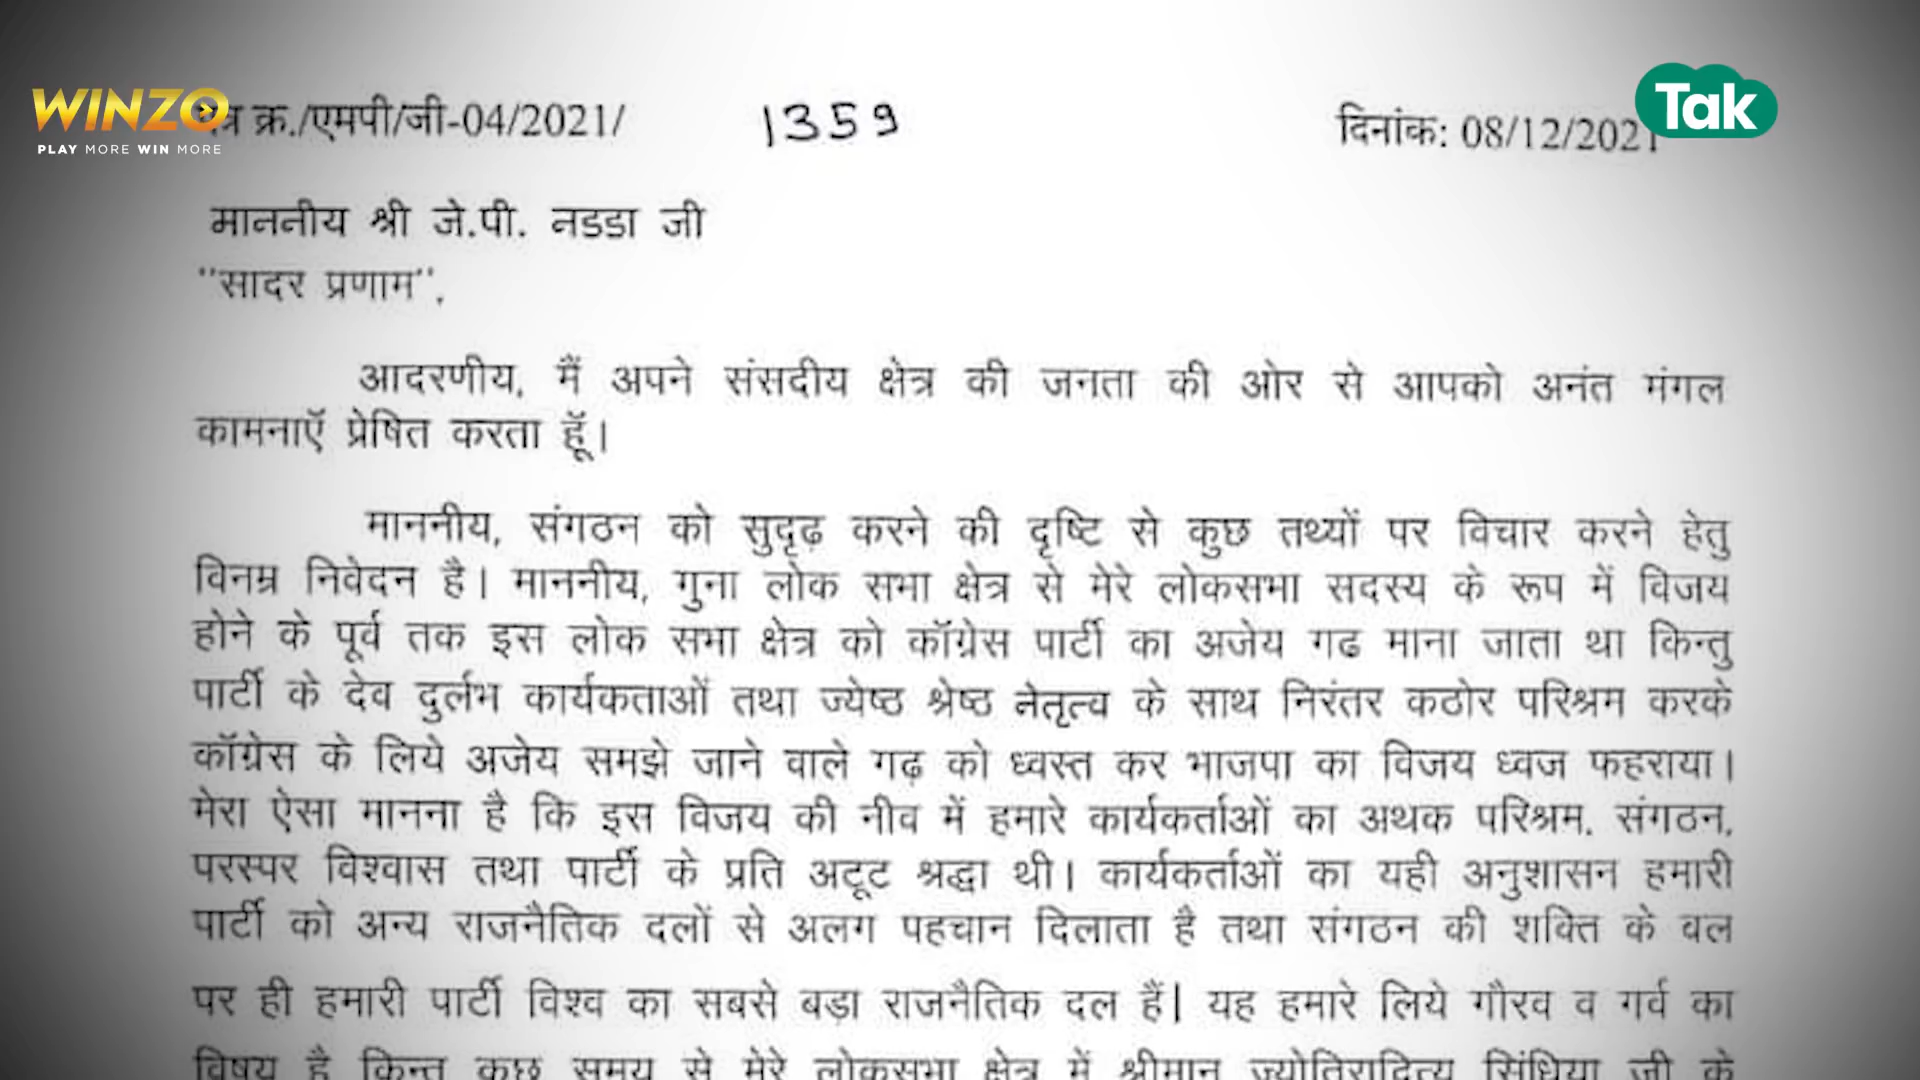 WINZO
PLAY MORE WIN MORE
Tak
क्र./एमपी/जी-04/2021/ 1359 दिनांक: 08/12/2021
माननीय श्री जे.पी. नडडा जी
"सादर प्रणाम",
आदरणीय, मैं अपने संसदीय क्षेत्र की जनता की ओर से आपको अनंत मंगल
कामनाऍ प्रेषित करता हूॅ।
माननीय, संगठन को सुदृढ़ करने की दृष्टि से कुछ तथ्यों पर विचार करने हेतु
विनम्र निवेदन है। माननीय, गुना लोक सभा क्षेत्र से मेरे लोकसभा सदस्य के रूप में विजय
होने के पूर्व तक इस लोक सभा क्षेत्र को कॉग्रेस पार्टी का अजेय गढ माना जाता था किन्तु
पार्टी के देव दुर्लभ कार्यकताओं तथा ज्येष्ठ श्रेष्ठ नेतृत्व के साथ निरंतर कठोर परिश्रम करके
कॉग्रेस के लिये अजेय समझे जाने वाले गढ़ को ध्वस्त कर भाजपा का विजय ध्वज फहराया।
मेरा ऐसा मानना है कि इस विजय की नीव में हमारे कार्यकर्ताओं का अथक परिश्रम, संगठन,
परस्पर विश्वास तथा पार्टी के प्रति अटूट श्रद्धा थी। कार्यकर्ताओं का यही अनुशासन हमारी
पार्टी को अन्य राजनैतिक दलों से अलग पहचान दिलाता है तथा संगठन की शक्ति के वल
पर ही हमारी पार्टी विश्व का सबसे बड़ा राजनैतिक दल हैं। यह हमारे लिये गौरव व गर्व का
विषय है किन्तु कुछ समय से मेरे लोकसभा क्षेत्र में श्रीमान ज्योतिरादित्य सिंधिया जी के